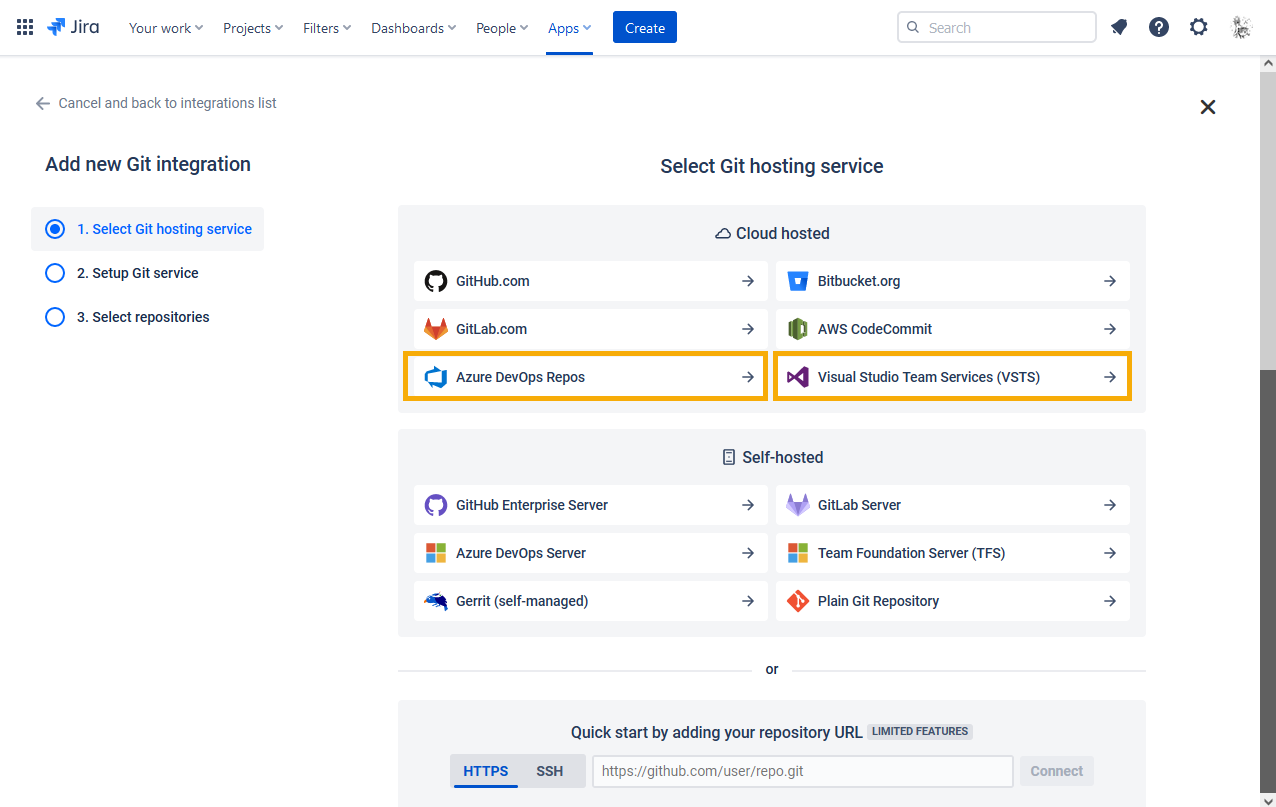 Jira Your work Projects Filters Dashboards People Apps Create Search
Cancel and back to integrations list
Add new Git integration
1. Select Git hosting service
2. Setup Git service
3. Select repositories
Select Git hosting service
Cloud hosted
GitHub.com Bitbucket.org
GitLab.com AWS CodeCommit
Azure DevOps Repos Visual Studio Team Services (VSTS)
Self-hosted
GitHub Enterprise Server GitLab Server
Azure DevOps Server Team Foundation Server (TFS)
Gerrit (self-managed) Plain Git Repository
or
Quick start by adding your repository URL LIMITED FEATURES
HTTPS SSH https://github.com/user/repo.git Connect